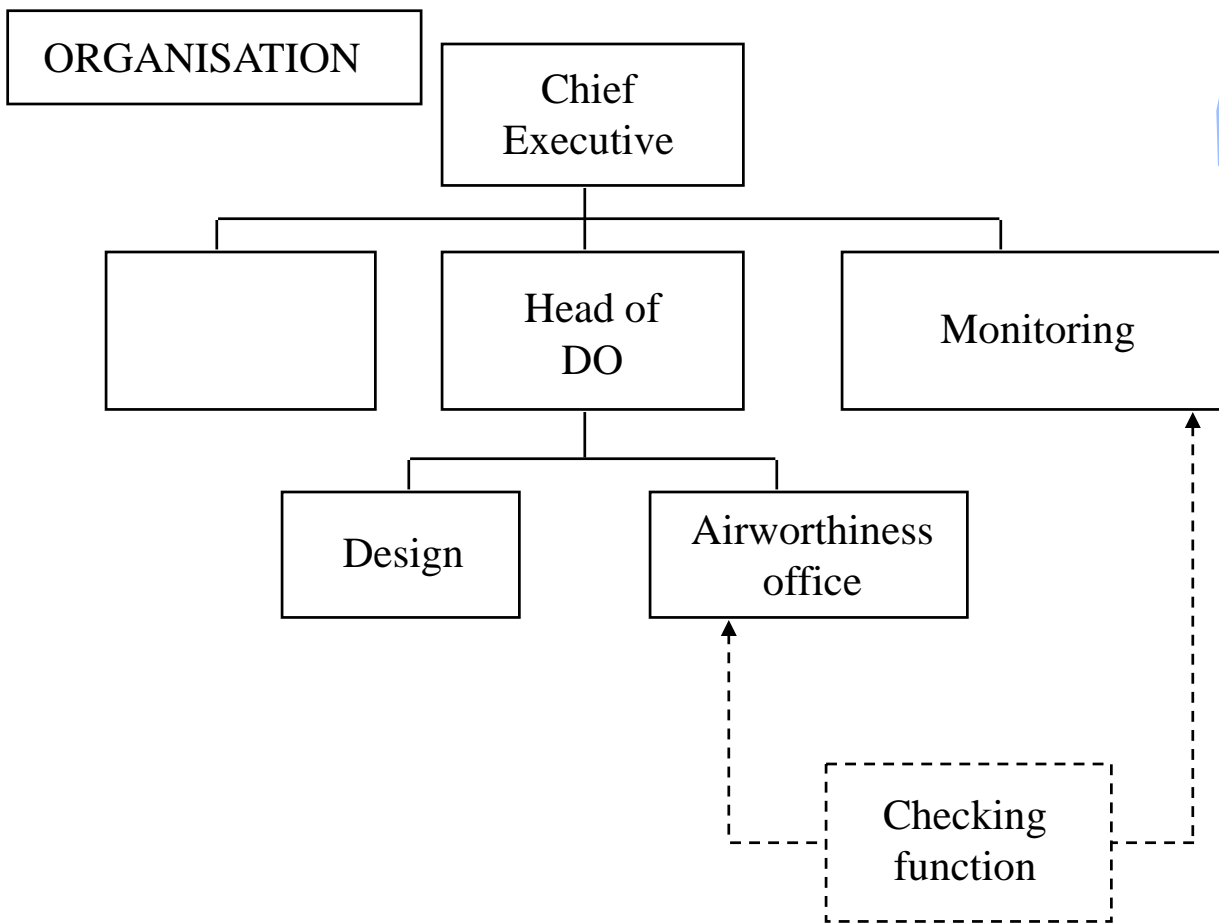 ORGANISATION
Chief
Executive
Head of
DO
Monitoring
Design
Airworthiness
office
Checking
function